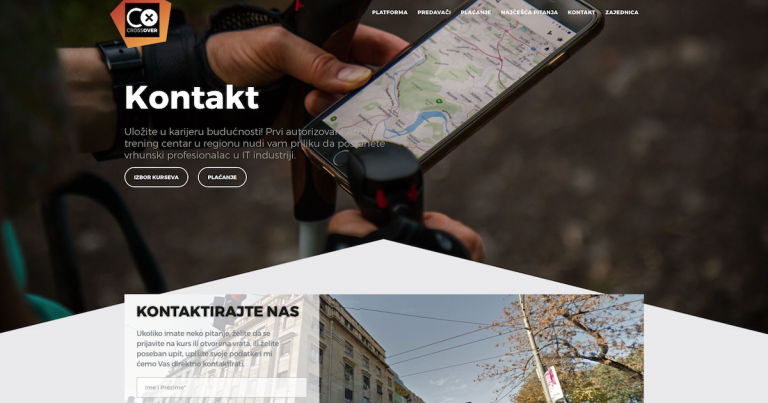 CO
CROSSOVER
PLATFORMA PREDAVAČI PLAĆANJE NAJČEŠĆA PITANJA KONTAKT ZAJEDNICA
Kontakt
Uložite u karijeru budućnosti! Prvi autorizovani
trening centar u regionu nudi vam priliku da postanete
vrhunski profesionalac u IT industriji.
IZBOR KURSEVA PLAĆANJE
KONTAKTIRAJTE NAS
Ukoliko imate neko pitanje, želite da se
prijavite na kurs ili otvorena vrata, ili želite
poseban upit, upišite svoje podatke i mi
ćemo Vas direktno kontaktirati.
Ime i Prezime*